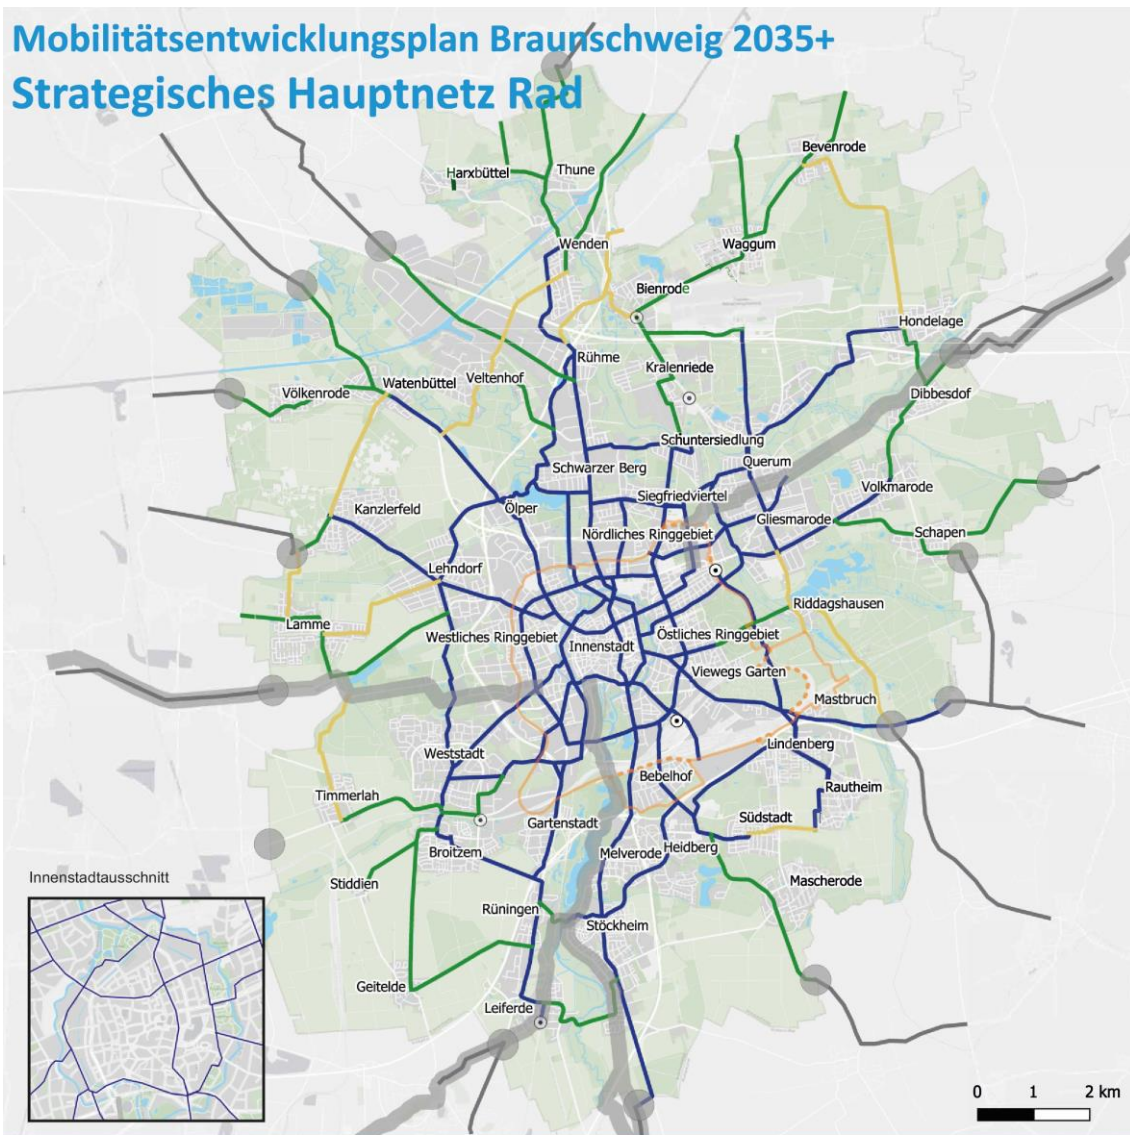 Mobilitätsentwicklungsplan Braunschweig 2035+
Strategisches Hauptnetz Rad
Bevenrode
Harxbüttel
Thune
Wenden
Waggum
Bienrode
Hondelage
Rühme
Kralenriede
Watenbüttel
Veltenhof
Völkenrode
Dibbesdorf
Schuntersiedlung
Schwarzer Berg
Querum
Volkmarode
Siegfriedviertel
Kanzlerfeld
Ölper
Gliesmarode
Nördliches Ringgebiet
Schapen
Lehndorf
Riddagshausen
Lamme
Westliches Ringgebiet
Östliches Ringgebiet
Innenstadt
Viewegs Garten
Mastbruch
Weststadt
Lindenberg
Bebelhof
Rautheim
Timmerlah
Gartenstadt
Südstadt
Broitzem
Melverode
Heidberg
Innenstadtausschnitt
Stiddien
Mascherode
Rüningen
Stöckheim
Geitelde
Leiferde
0 1 2 km